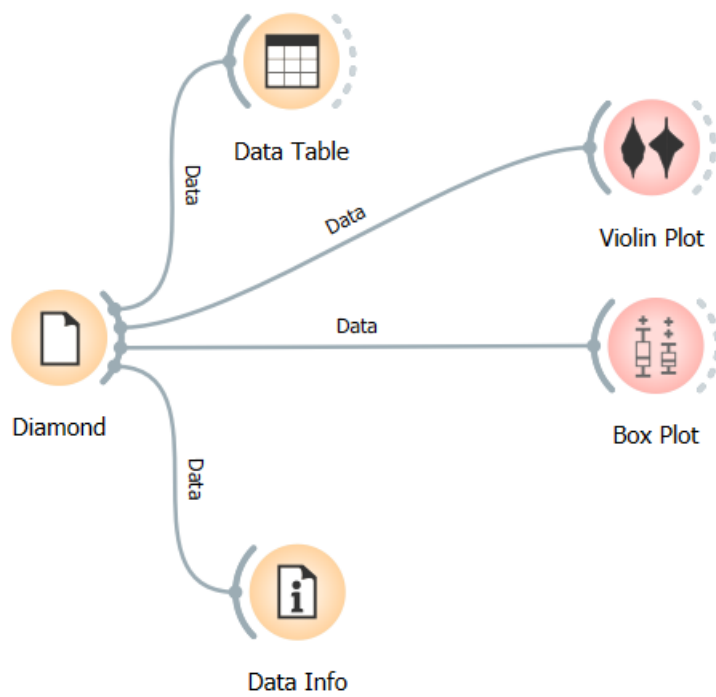 Data Table
Data
Data
Violin Plot
Data
Diamond
Box Plot
Data
Data Info